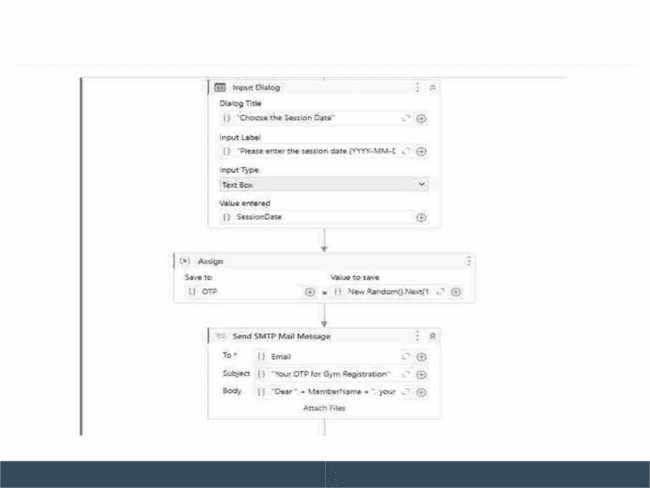 Input Dialog
Dialog Title
"Choose the Session Date"
Input Label
"Please enter the session date (YYYY-MM-D
Input Type
Text Box
Value entered
SessionDate
Assign
Save to Value to save
OTP = New Random().Next(1
Send SMTP Mail Message
To * Email
Subject "Your OTP for Gym Registration"
Body "Dear " + MemberName + ", your
Attach Files